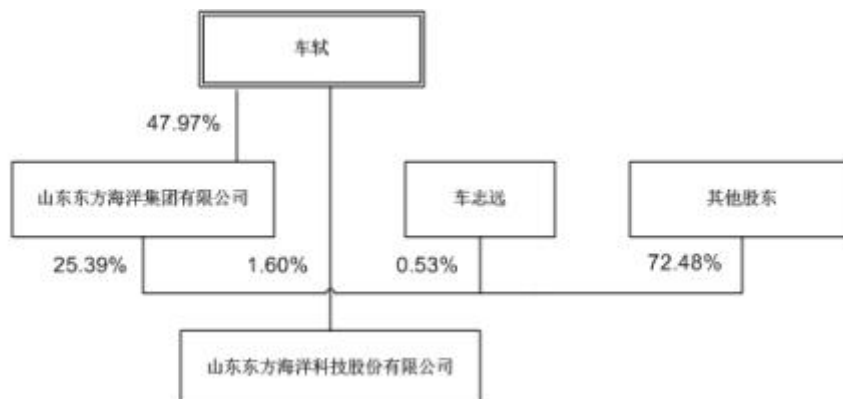 车轼
47.97%
山东东方海洋集团有限公司
车志远
其他股东
25.39%
1.60%
0.53%
72.48%
山东东方海洋科技股份有限公司